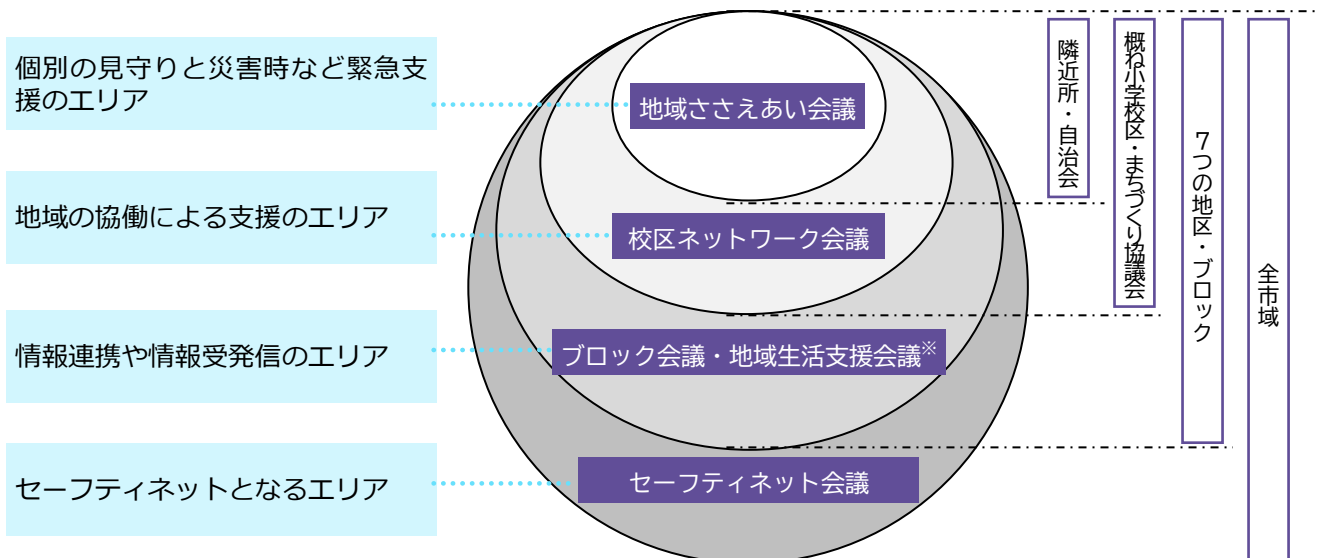 個別の見守りと災害時など緊急支
援のエリア
地域ささえあい会議
地域の協働による支援のエリア
校区ネットワーク会議
情報連携や情報受発信のエリア
ブロック会議・地域生活支援会議※
セーフティネットとなるエリア
セーフティネット会議
隣近所・自治会
概ね小学校区・まちづくり協議会
7つの地区・ブロック
全市域